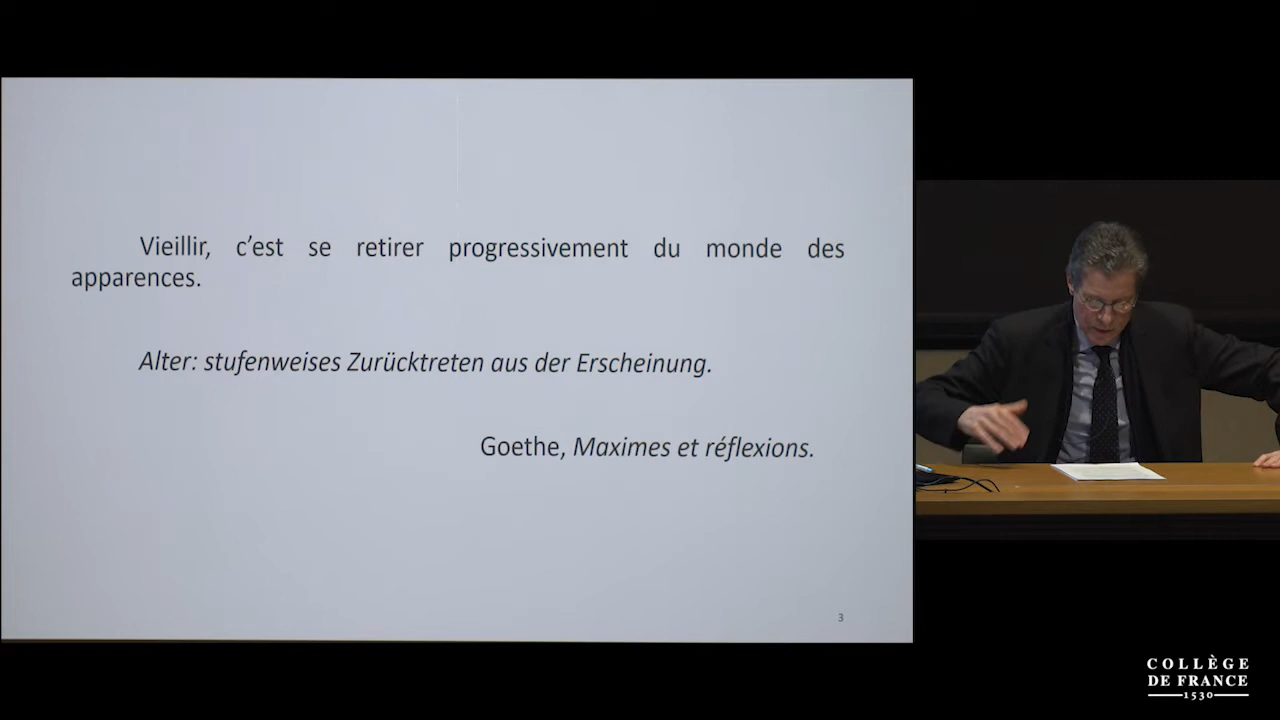 Vieillir, c’est se retirer progressivement du monde des
apparences.
Alter: stufenweises Zurücktreten aus der Erscheinung.
Goethe, Maximes et réflexions.
3
COLLÈGE
DE FRANCE
1530